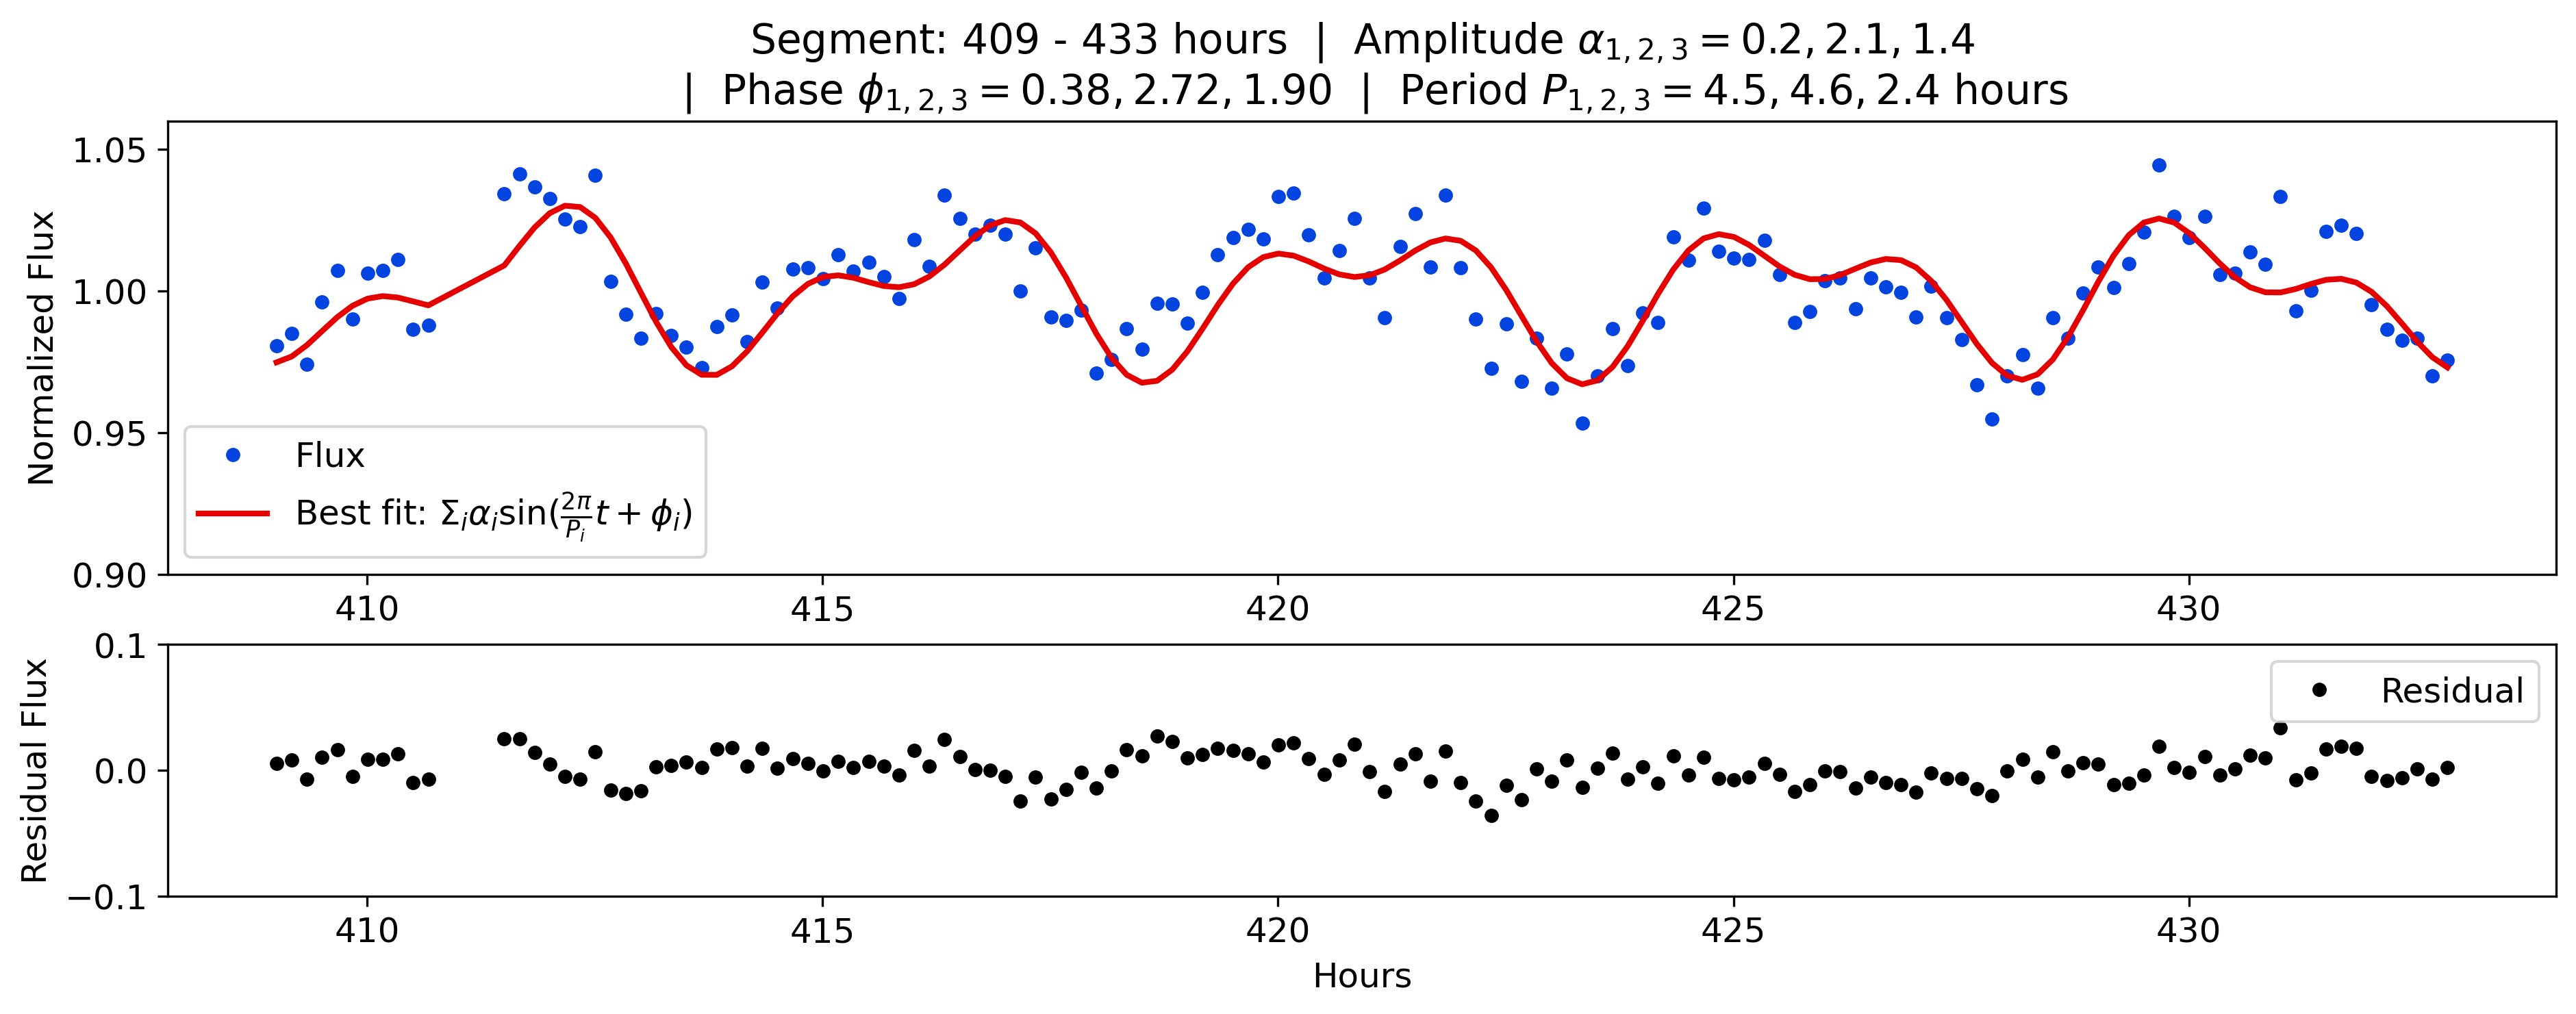 Segment: 409 - 433 hours | Amplitude α₁,₂,₃ = 0.2, 2.1, 1.4
| Phase ϕ₁,₂,₃ = 0.38, 2.72, 1.90 | Period P₁,₂,₃ = 4.5, 4.6, 2.4 hours
Normalized Flux
1.05
1.00
0.95
0.90
Flux
Best fit: Σᵢαᵢsin(2π/Pᵢ t + ϕᵢ)
410 415 420 425 430
Residual Flux
0.1
0.0
−0.1
Residual
410 415 420 425 430
Hours